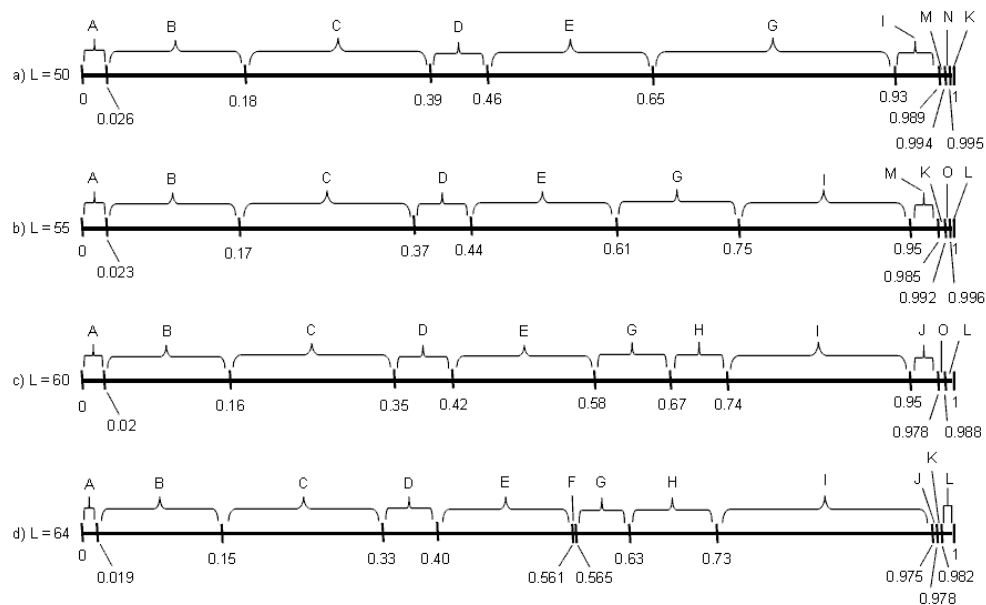 A B C D E G I M N K
a) L = 50
0 0.18 0.39 0.46 0.65 0.93 1
0.026 0.989
0.994 0.995
A B C D E G I M K O L
b) L = 55
0 0.17 0.37 0.44 0.61 0.75 0.95 1
0.023 0.985
0.992 0.996
A B C D E G H I J O L
c) L = 60
0 0.16 0.35 0.42 0.58 0.67 0.74 0.95 1
0.02 0.978 0.988
K
A B C D E F G H I J L
d) L = 64
0 0.15 0.33 0.40 0.63 0.73 1
0.019 0.561 0.565 0.975 0.982
0.978